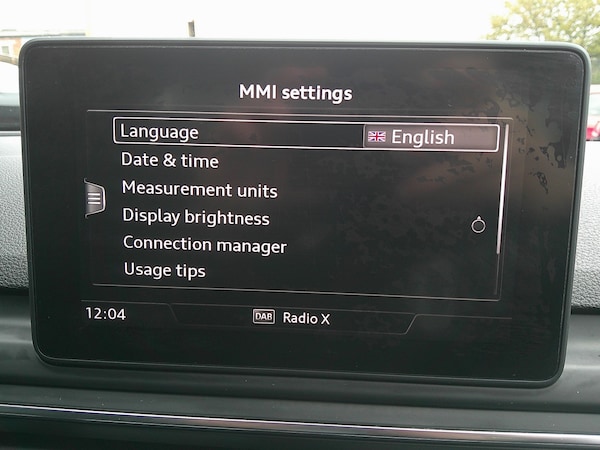 MMI settings
Language English
Date & time
Measurement units
Display brightness
Connection manager
Usage tips
12:04 DAB Radio X